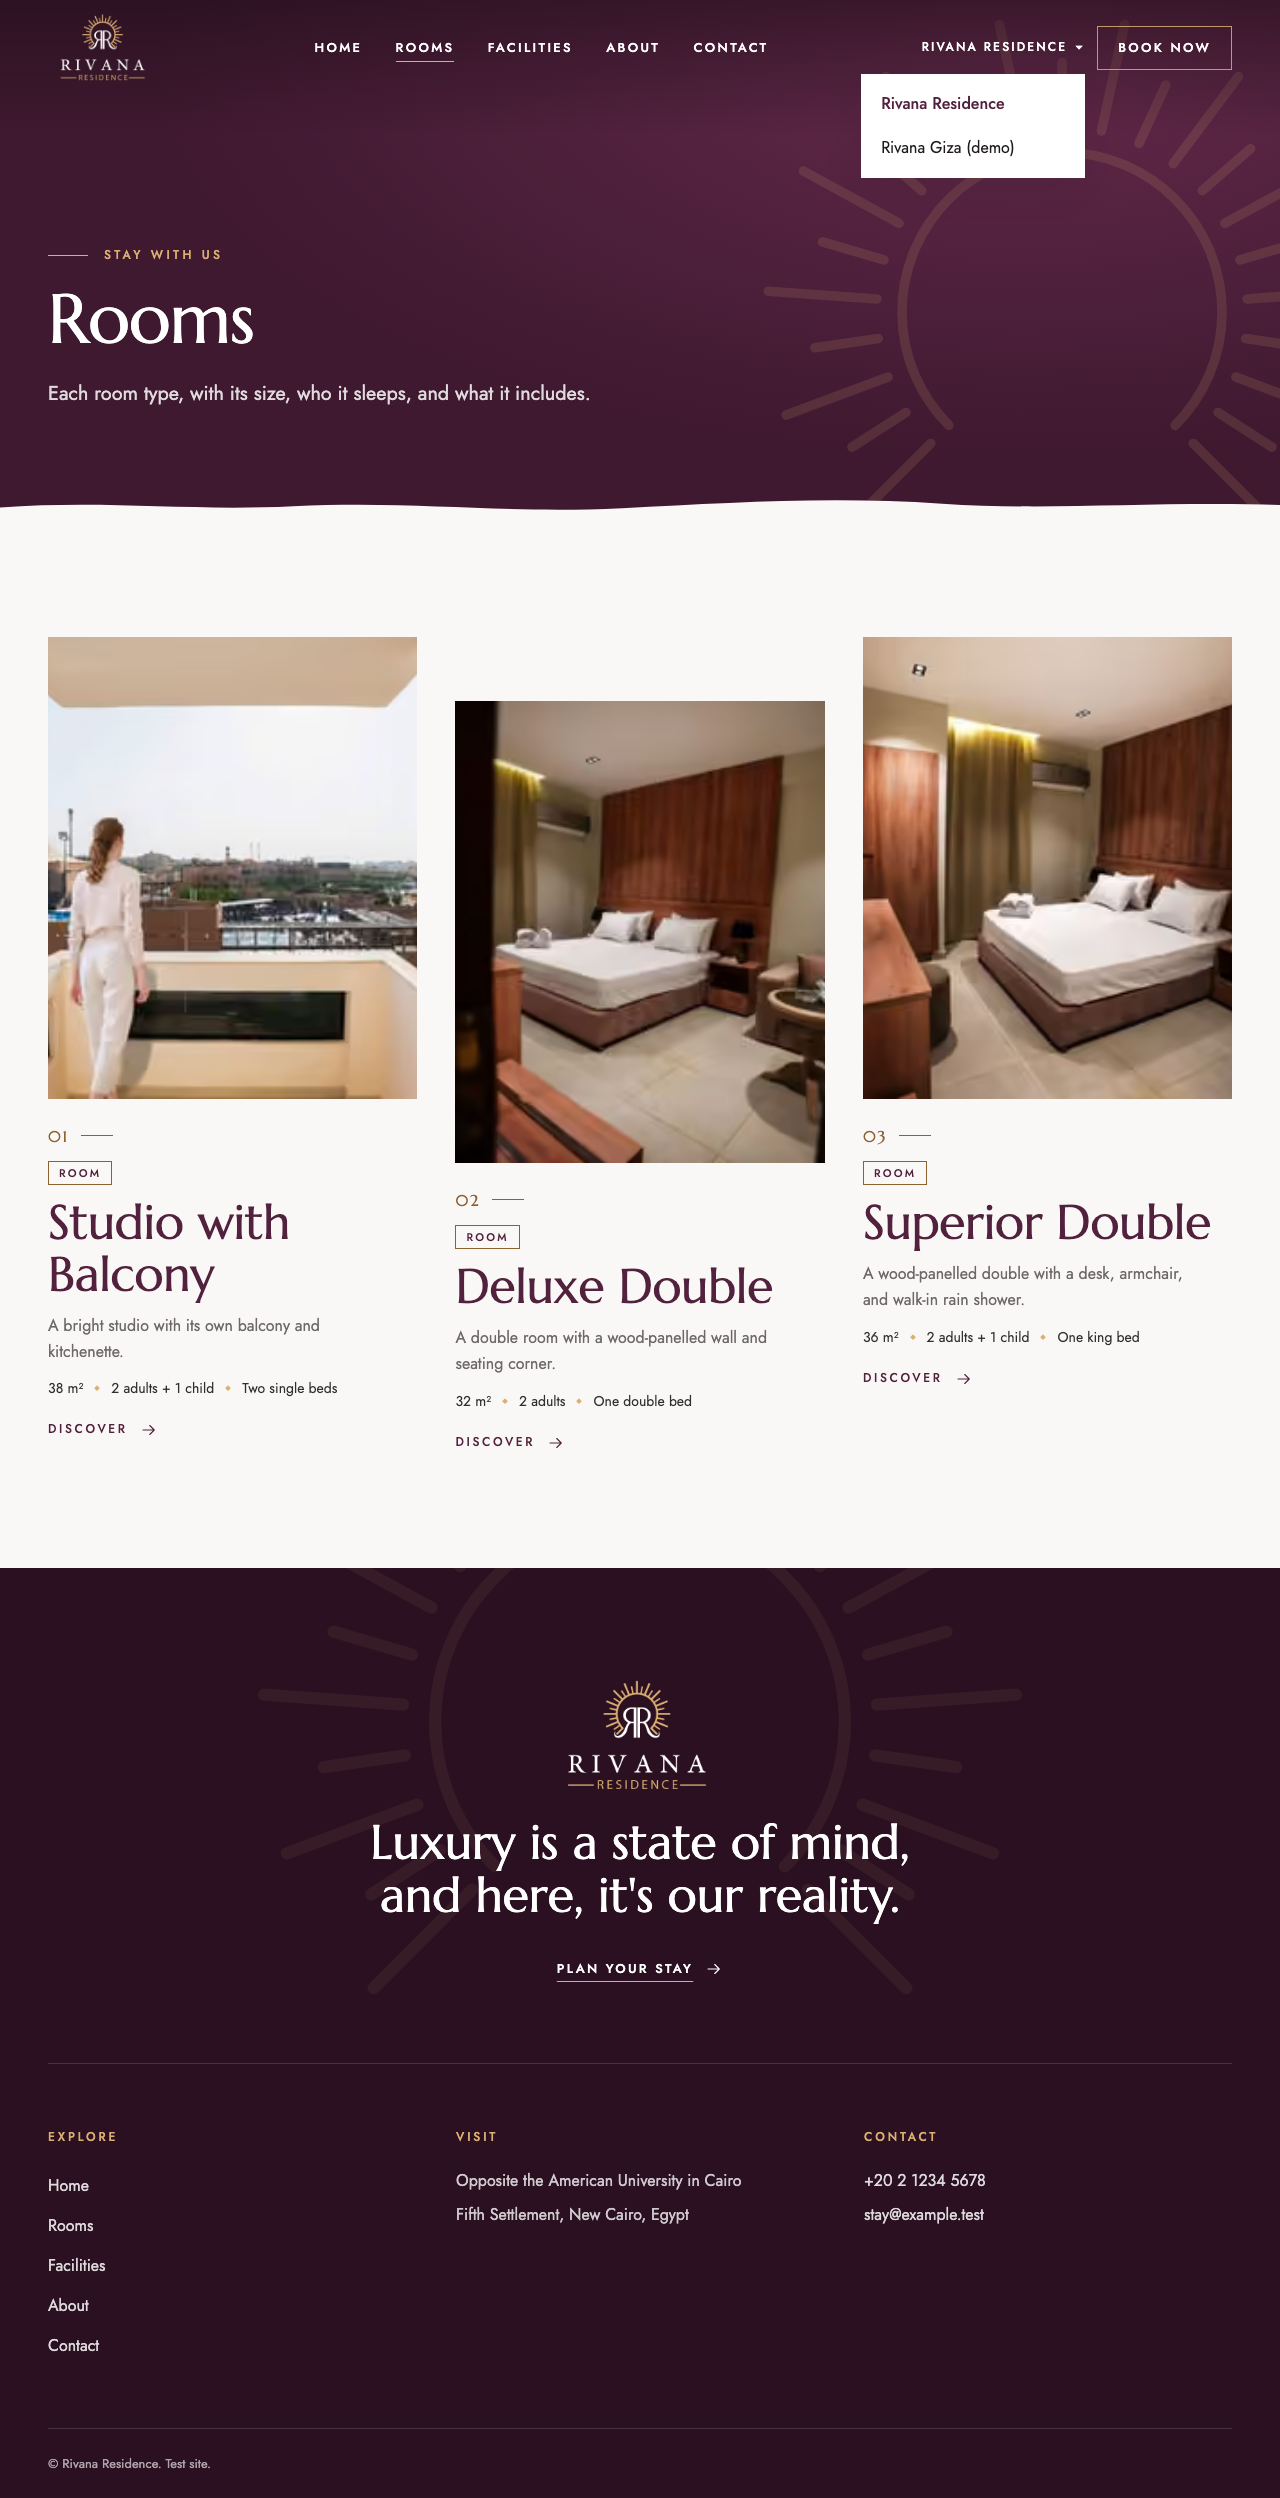 RIVANA
RESIDENCE
HOME ROOMS FACILITIES ABOUT CONTACT
RIVANA RESIDENCE
BOOK NOW
Rivana Residence
Rivana Giza (demo)
STAY WITH US
Rooms
Each room type, with its size, who it sleeps, and what it includes.
01
ROOM
Studio with
Balcony
A bright studio with its own balcony and
kitchenette.
38 m² 2 adults + 1 child Two single beds
DISCOVER
02
ROOM
Deluxe Double
A double room with a wood-panelled wall and
seating corner.
32 m² 2 adults One double bed
DISCOVER
03
ROOM
Superior Double
A wood-panelled double with a desk, armchair,
and walk-in rain shower.
36 m² 2 adults + 1 child One king bed
DISCOVER
RIVANA
RESIDENCE
Luxury is a state of mind,
and here, it's our reality.
PLAN YOUR STAY
EXPLORE
Home
Rooms
Facilities
About
Contact
VISIT
Opposite the American University in Cairo
Fifth Settlement, New Cairo, Egypt
CONTACT
+20 2 1234 5678
stay@example.test
© Rivana Residence. Test site.